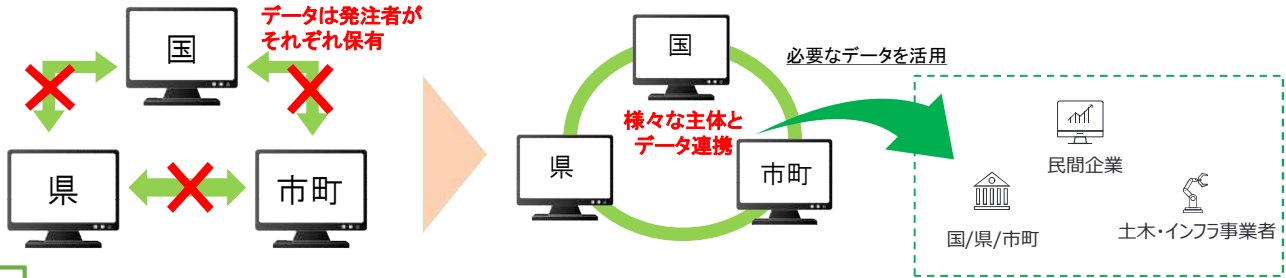 データは発注者が
それぞれ保有
国
県
市町
国
様々な主体と
データ連携
県
市町
必要なデータを活用
民間企業
国/県/市町
土木・インフラ事業者